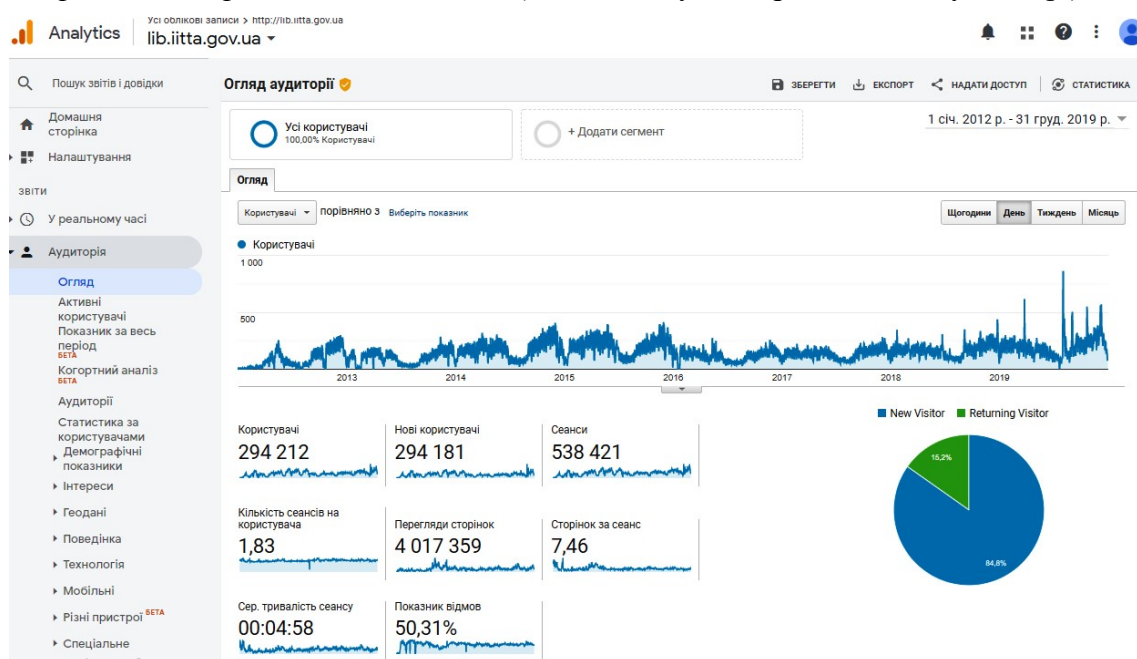 Analytics
Усі облікові записи > http://lib.iitta.gov.ua
lib.iitta.gov.ua
Пошук звітів і довідки
Домашня
сторінка
Налаштування
ЗВІТИ
У реальному часі
Аудиторія
Огляд
Активні
користувачі
Показник за весь
період
БЕТА
Когортний аналіз
БЕТА
Аудиторії
Статистика за
користувачами
Демографічні
показники
Інтереси
Геодані
Поведінка
Технологія
Мобільні
Різні пристрої БЕТА
Спеціальне
Огляд аудиторії
ЗБЕРЕГТИ
ЕКСПОРТ
НАДАТИ ДОСТУП
СТАТИСТИКА
Усі користувачі
100,00% Користувачі
+ Додати сегмент
1 січ. 2012 р. - 31 груд. 2019 р.
Огляд
Користувачі порівняно з Виберіть показник
Щогодини День Тиждень Місяць
Користувачі
1 000
500
2013 2014 2015 2016 2017 2018 2019
New Visitor Returning Visitor
Користувачі
294 212
Нові користувачі
294 181
Сеанси
538 421
Кількість сеансів на
користувача
1,83
Перегляди сторінок
4 017 359
Сторінок за сеанс
7,46
Сер. тривалість сеансу
00:04:58
Показник відмов
50,31%
15,2%
84,8%